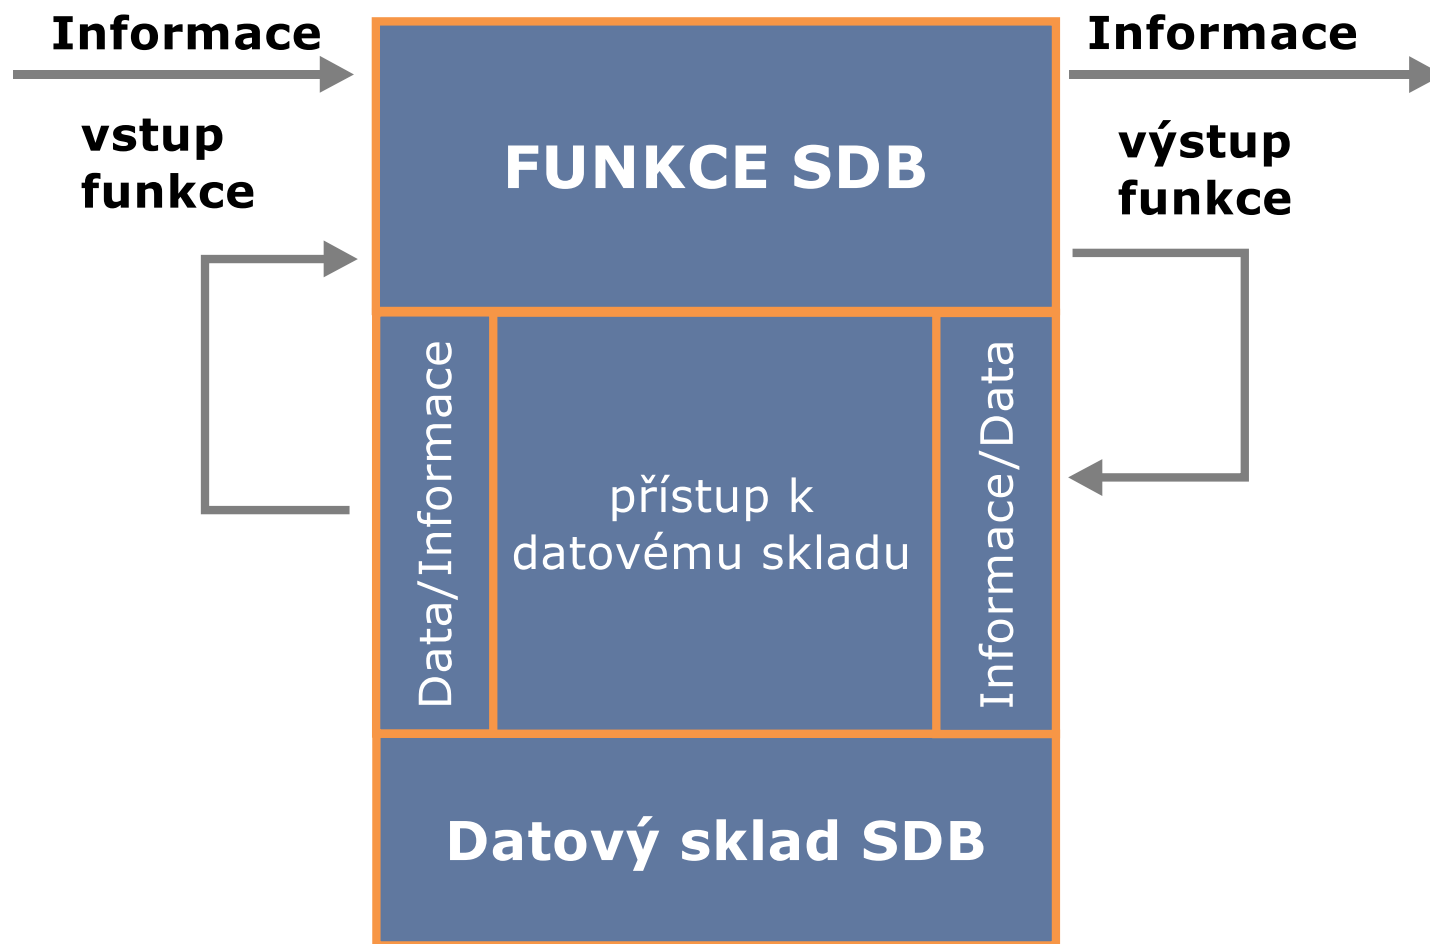 Informace
vstup
funkce
FUNKCE SDB
Informace
výstup
funkce
Data/Informace
přístup k
datovému skladu
Informace/Data
Datový sklad SDB